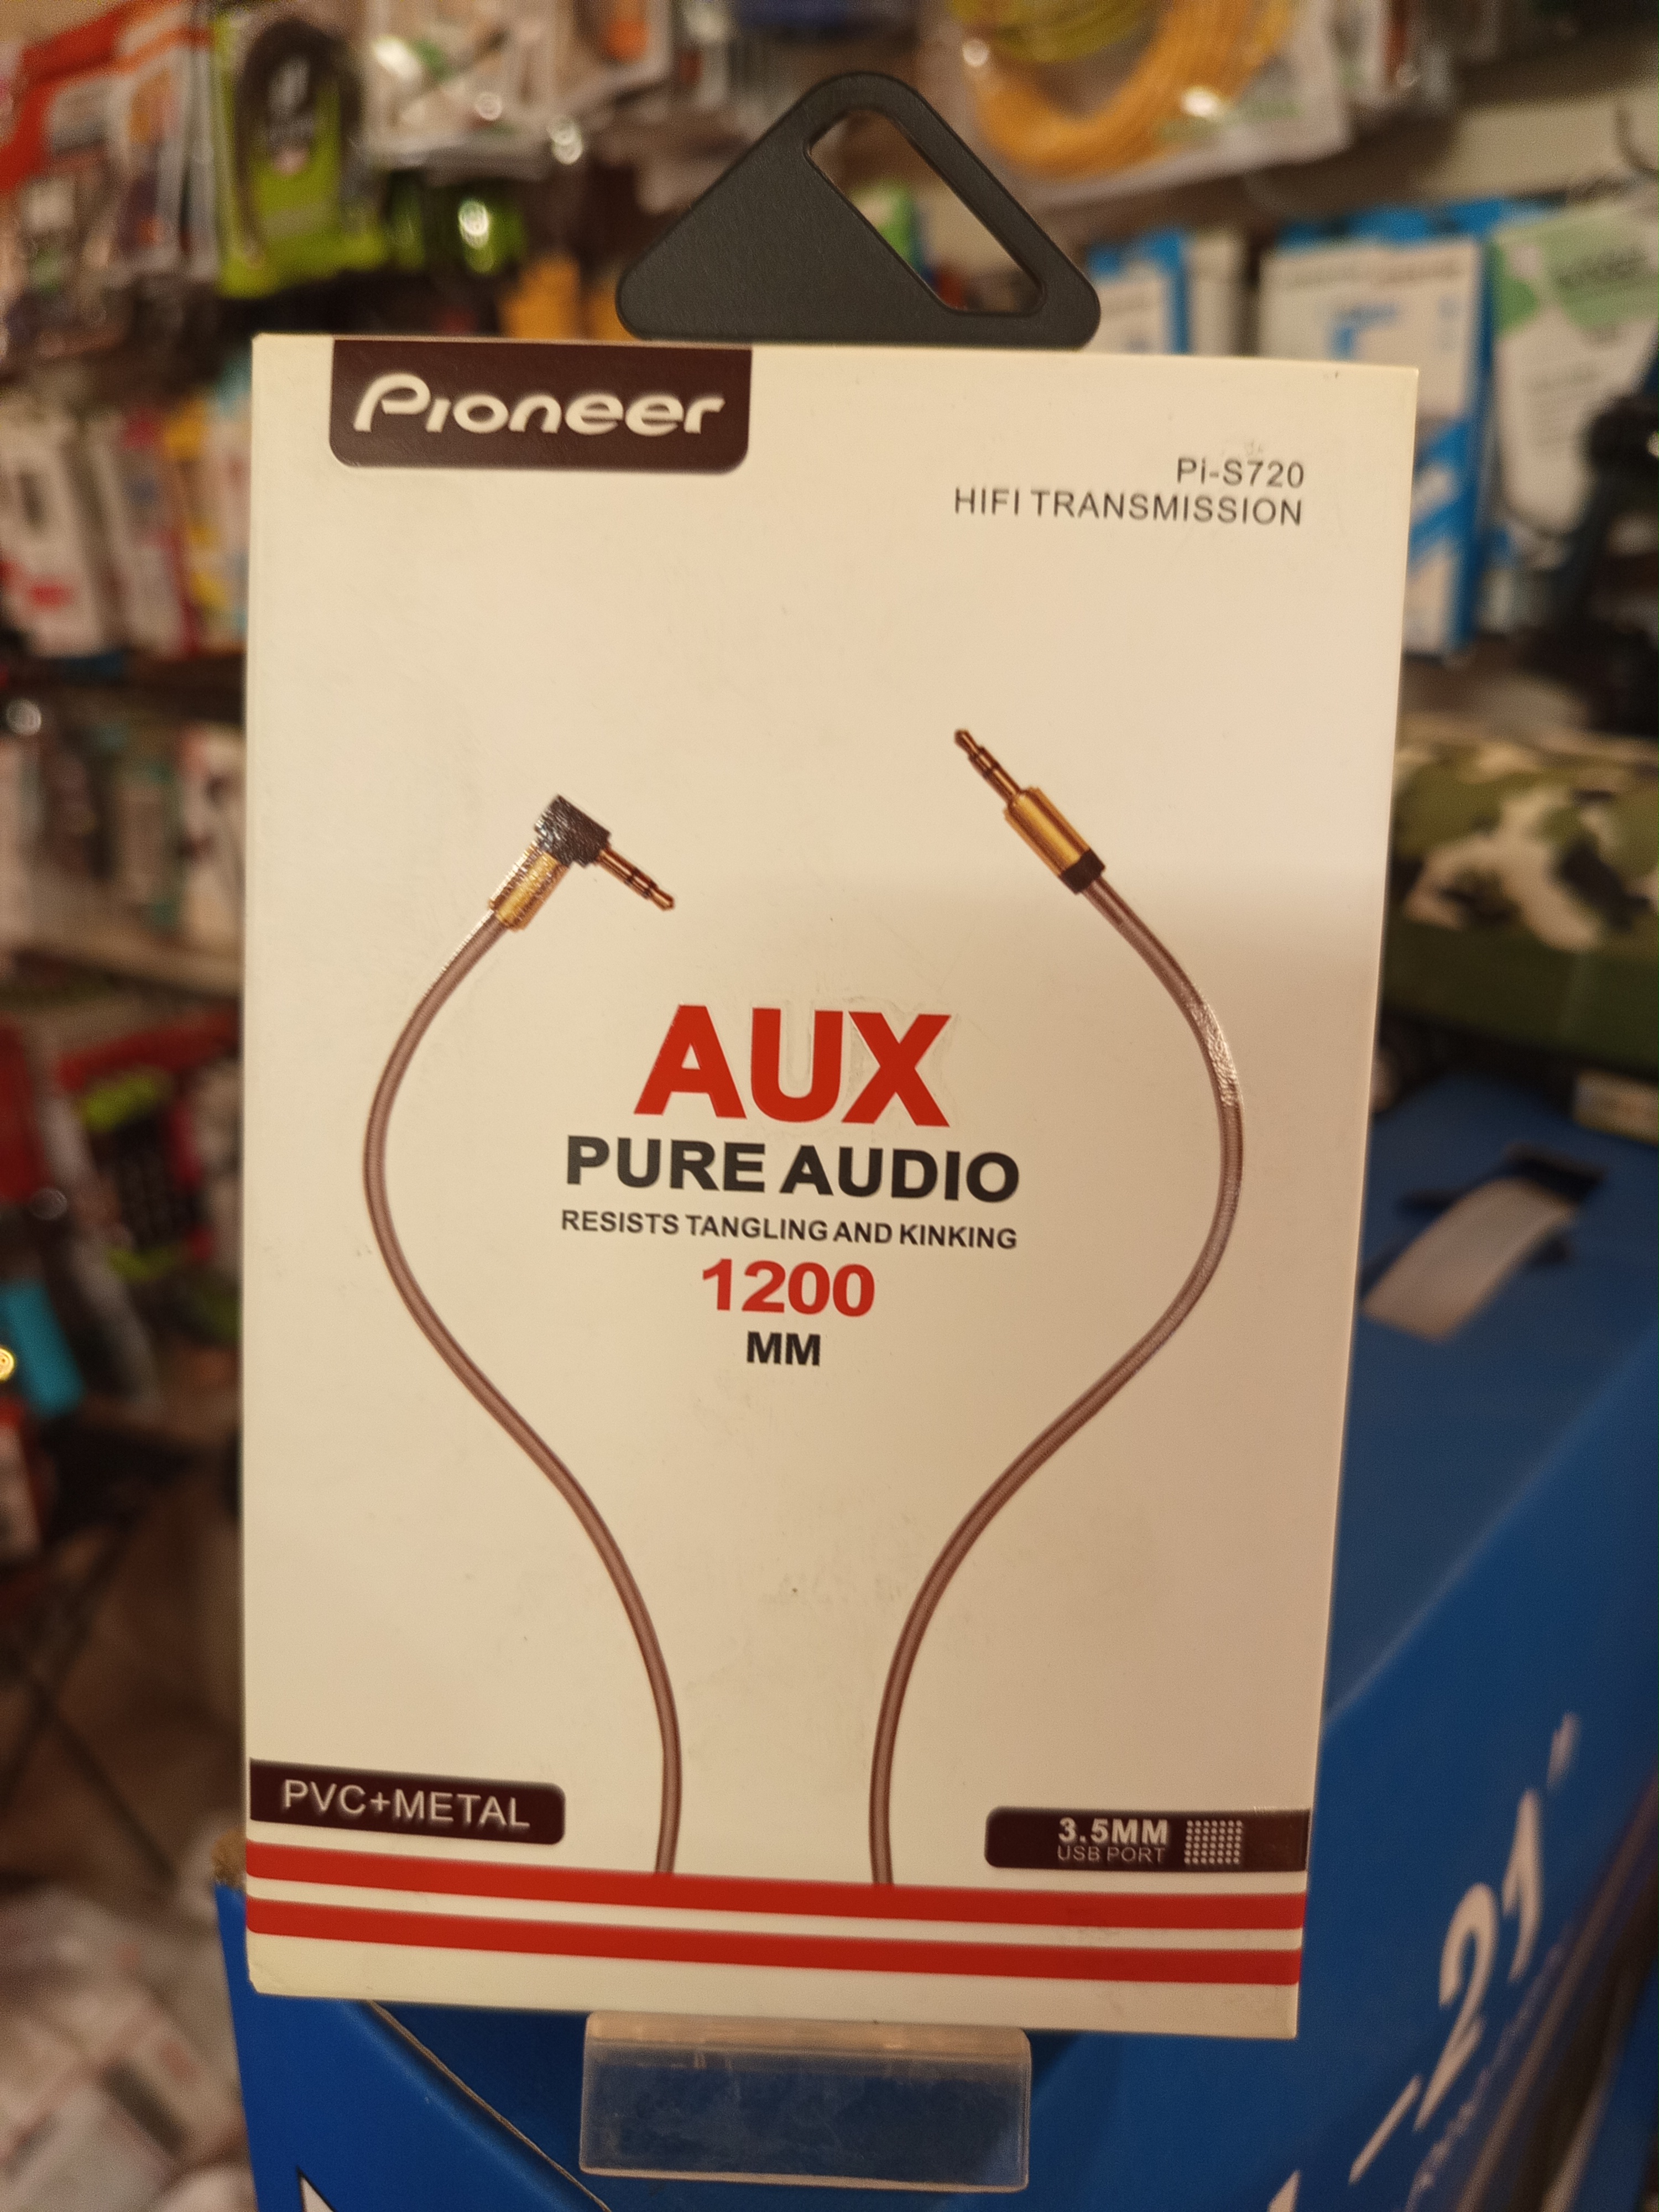 Pioneer
Pi-S720
HIFI TRANSMISSION
AUX
PURE AUDIO
RESISTS TANGLING AND KINKING
1200
MM
PVC+METAL
3.5MM
USB PORT